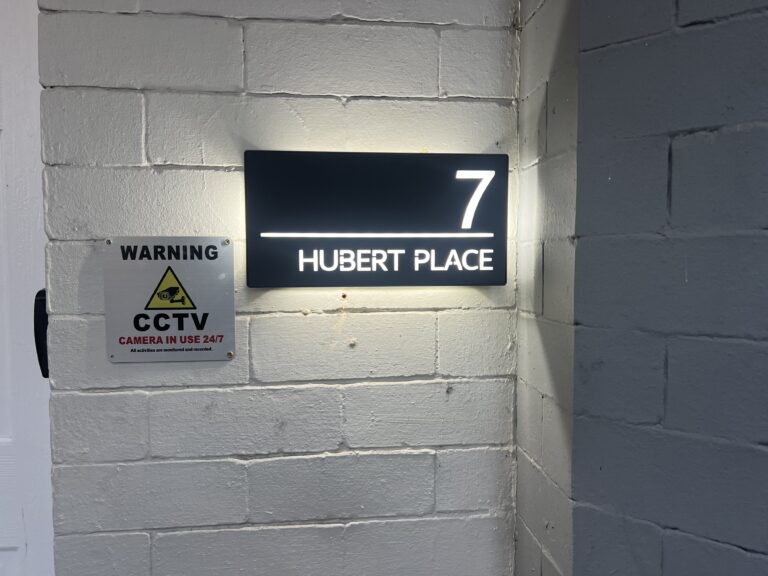 7
HUBERT PLACE
WARNING
CCTV
CAMERA IN USE 24/7
All activities are monitored and recorded.